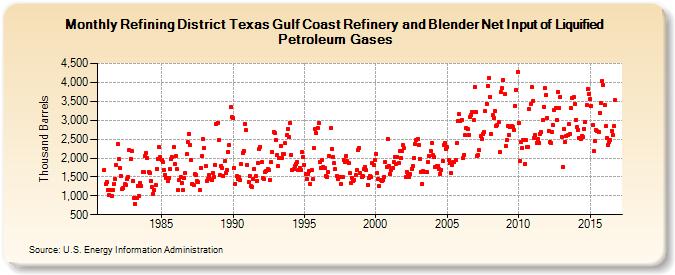 Monthly Refining District Texas Gulf Coast Refinery and Blender Net Input of Liquified
Petroleum Gases
Thousand Barrels
4,500
4,000
3,500
3,000
2,500
2,000
1,500
1,000
500
1985 1990 1995 2000 2005 2010 2015
Source: U.S. Energy Information Administration